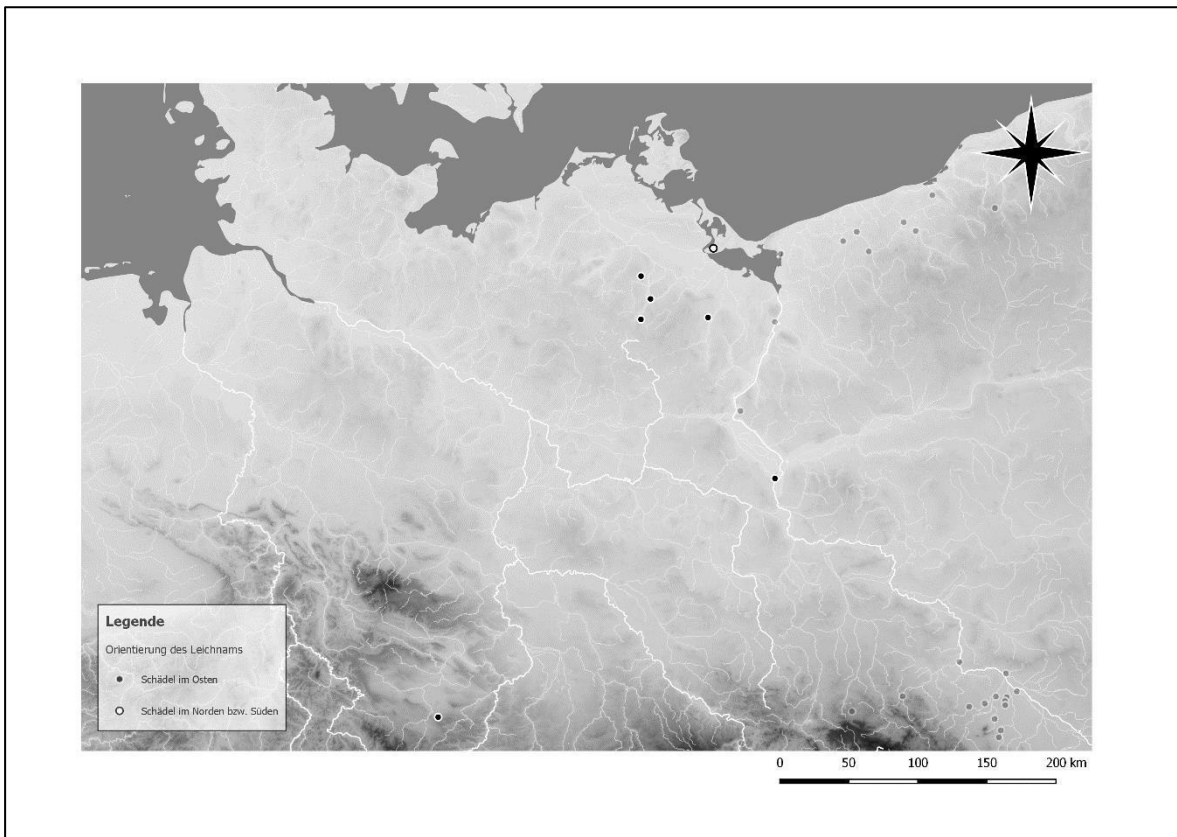 Legende
Orientierung des Leichnams
Schädel im Osten
Schädel im Norden bzw. Süden
0 50 100 150 200 km